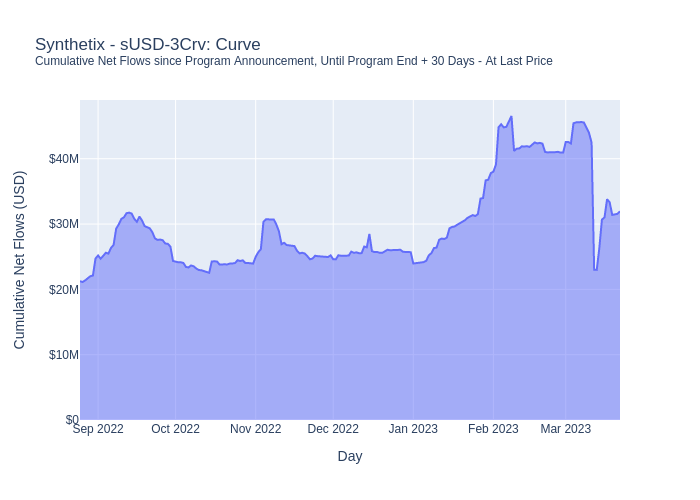 Synthetix - sUSD-3Crv: Curve
Cumulative Net Flows since Program Announcement, Until Program End + 30 Days - At Last Price
Cumulative Net Flows (USD)
$40M
$30M
$20M
$10M
$0
Sep 2022 Oct 2022 Nov 2022 Dec 2022 Jan 2023 Feb 2023 Mar 2023
Day